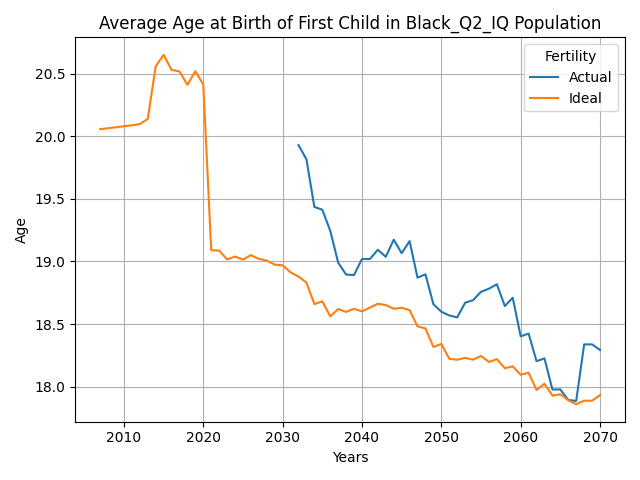 Average Age at Birth of First Child in Black_Q2_IQ Population
Fertility
Actual
Ideal
Age
20.5
20.0
19.5
19.0
18.5
18.0
2010 2020 2030 2040 2050 2060 2070
Years